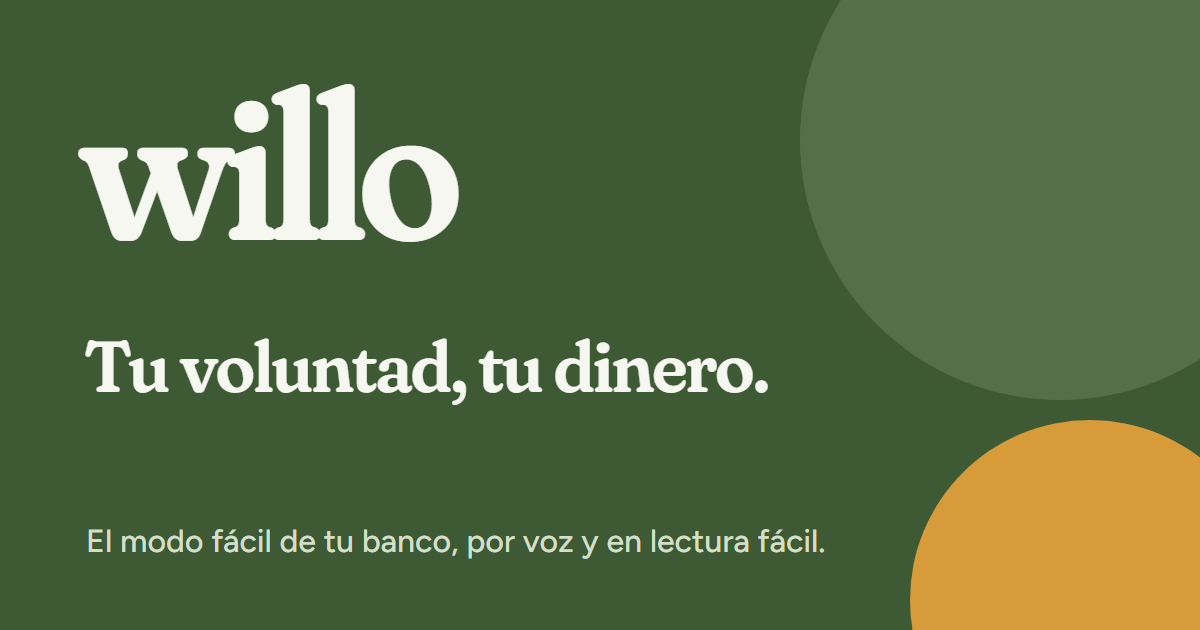 willo
Tu voluntad, tu dinero.
El modo fácil de tu banco, por voz y en lectura fácil.